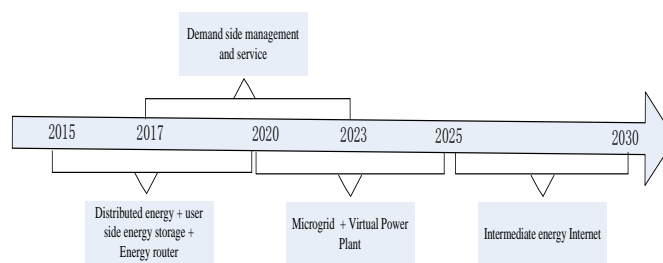 Demand side management
and service
2015 2017 2020 2023 2025 2030
Distributed energy + user
side energy storage +
Energy router
Microgrid + Virtual Power
Plant
Intermediate energy Internet